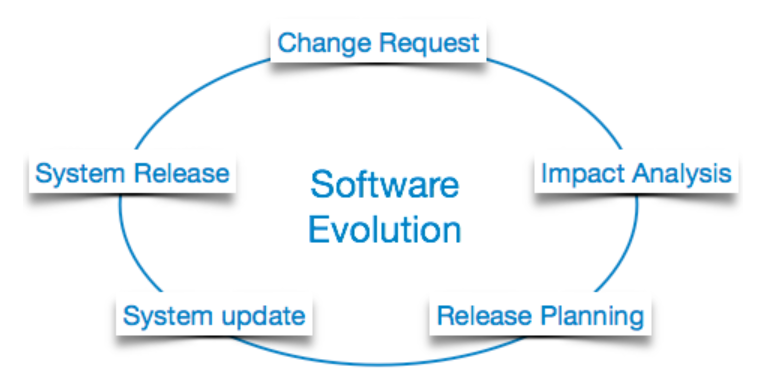 Change Request
System Release
Impact Analysis
Software
Evolution
System update
Release Planning